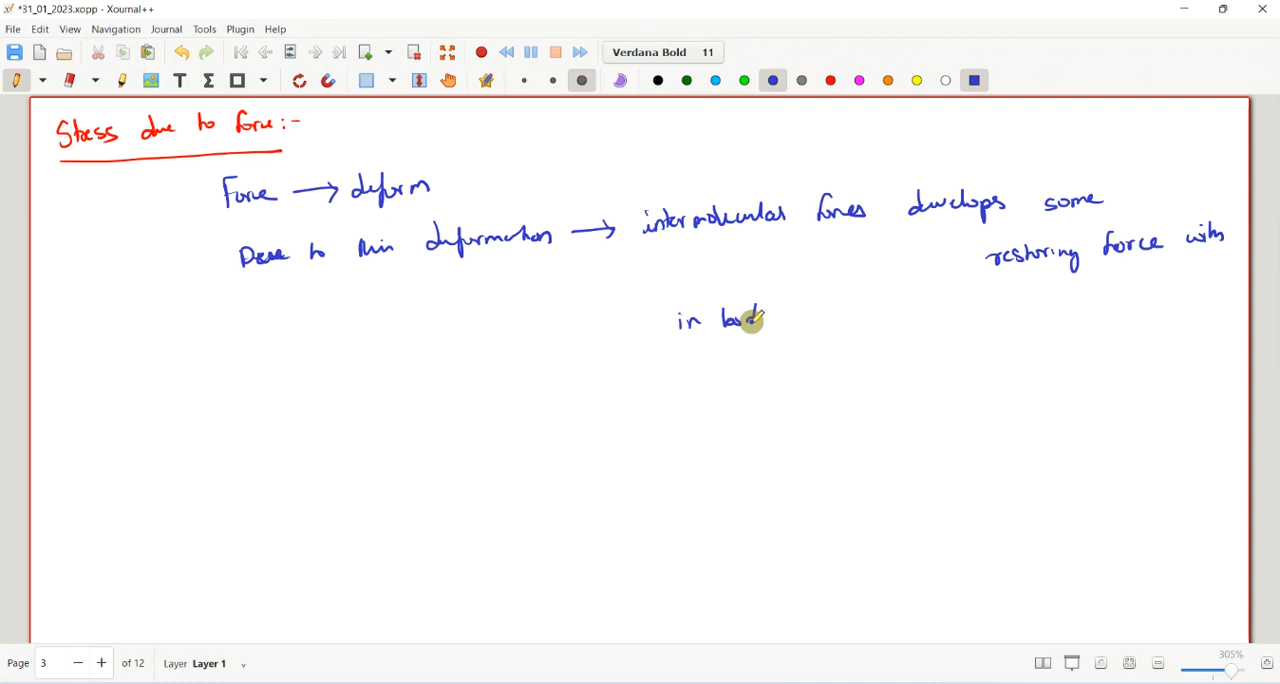 *31_01_2023.xopp - Xournal++
File Edit View Navigation Journal Tools Plugin Help
Verdana Bold 11
Stress due to force:-
Force → deform
Due to this deformation → intermolecular forces develops some
restoring force with
in bod
Page 3 of 12 Layer Layer 1 305%